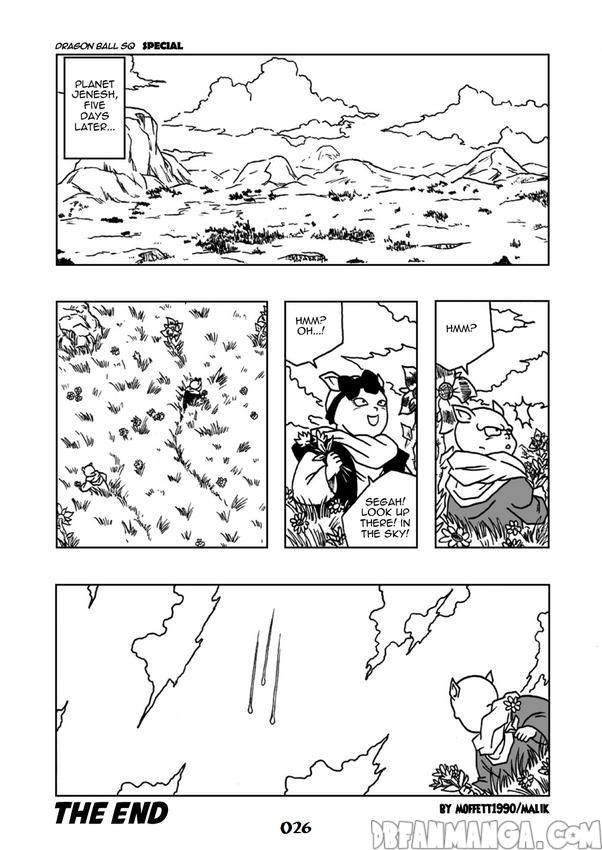 DRAGON BALL SQ SPECIAL
PLANET
JENESH,
FIVE
DAYS
LATER...
HMM?
OH...!
SEGAH!
LOOK UP
THERE! IN
THE SKY!
HMM?
THE END
BY MOFFETT1990/MALIK
026
DBFANMANGA.COM